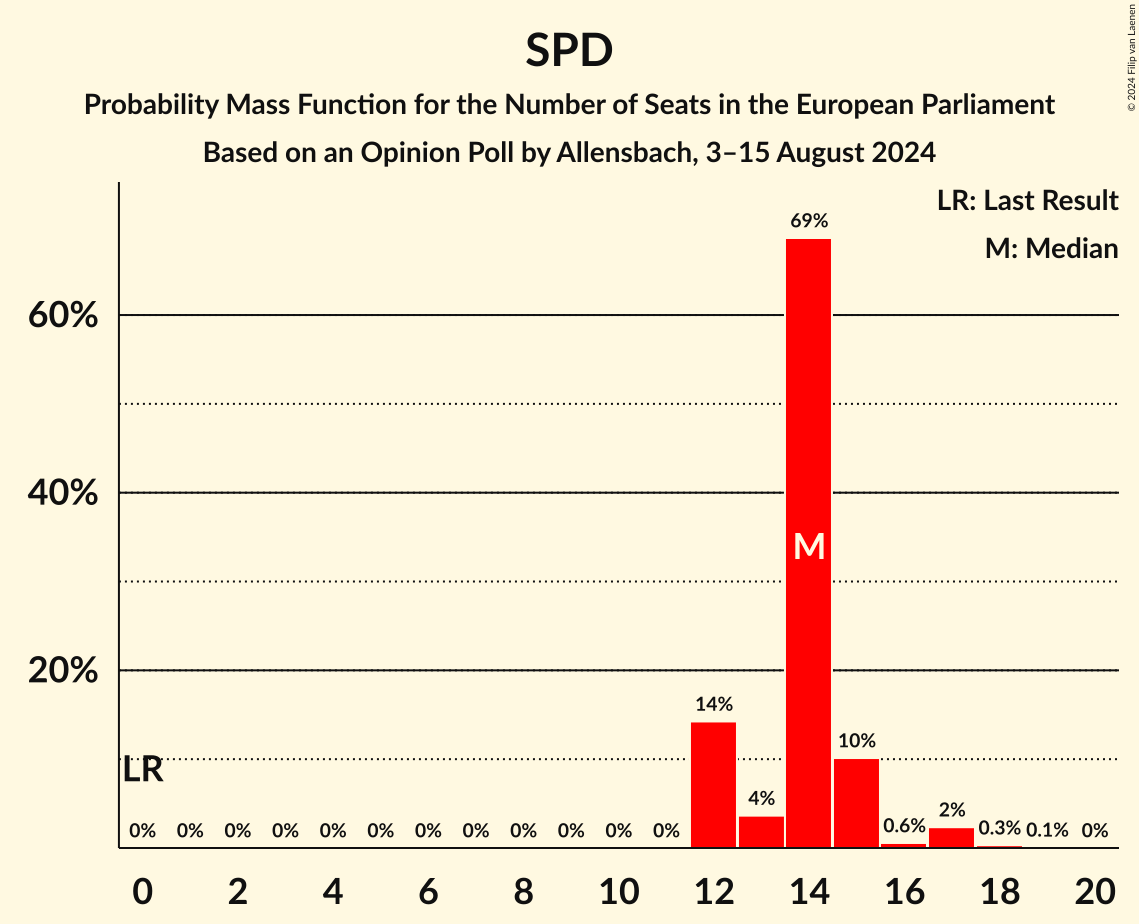 SPD
Probability Mass Function for the Number of Seats in the European Parliament
Based on an Opinion Poll by Allensbach, 3–15 August 2024
© 2024 Filip van Laenen
LR: Last Result
M: Median
69%
60%
40%
M
20%
14%
10%
LR
4%
2%
0% 0% 0% 0% 0% 0% 0% 0% 0% 0% 0% 0% 0.6% 0.3% 0.1% 0%
0 2 4 6 8 10 12 14 16 18 20